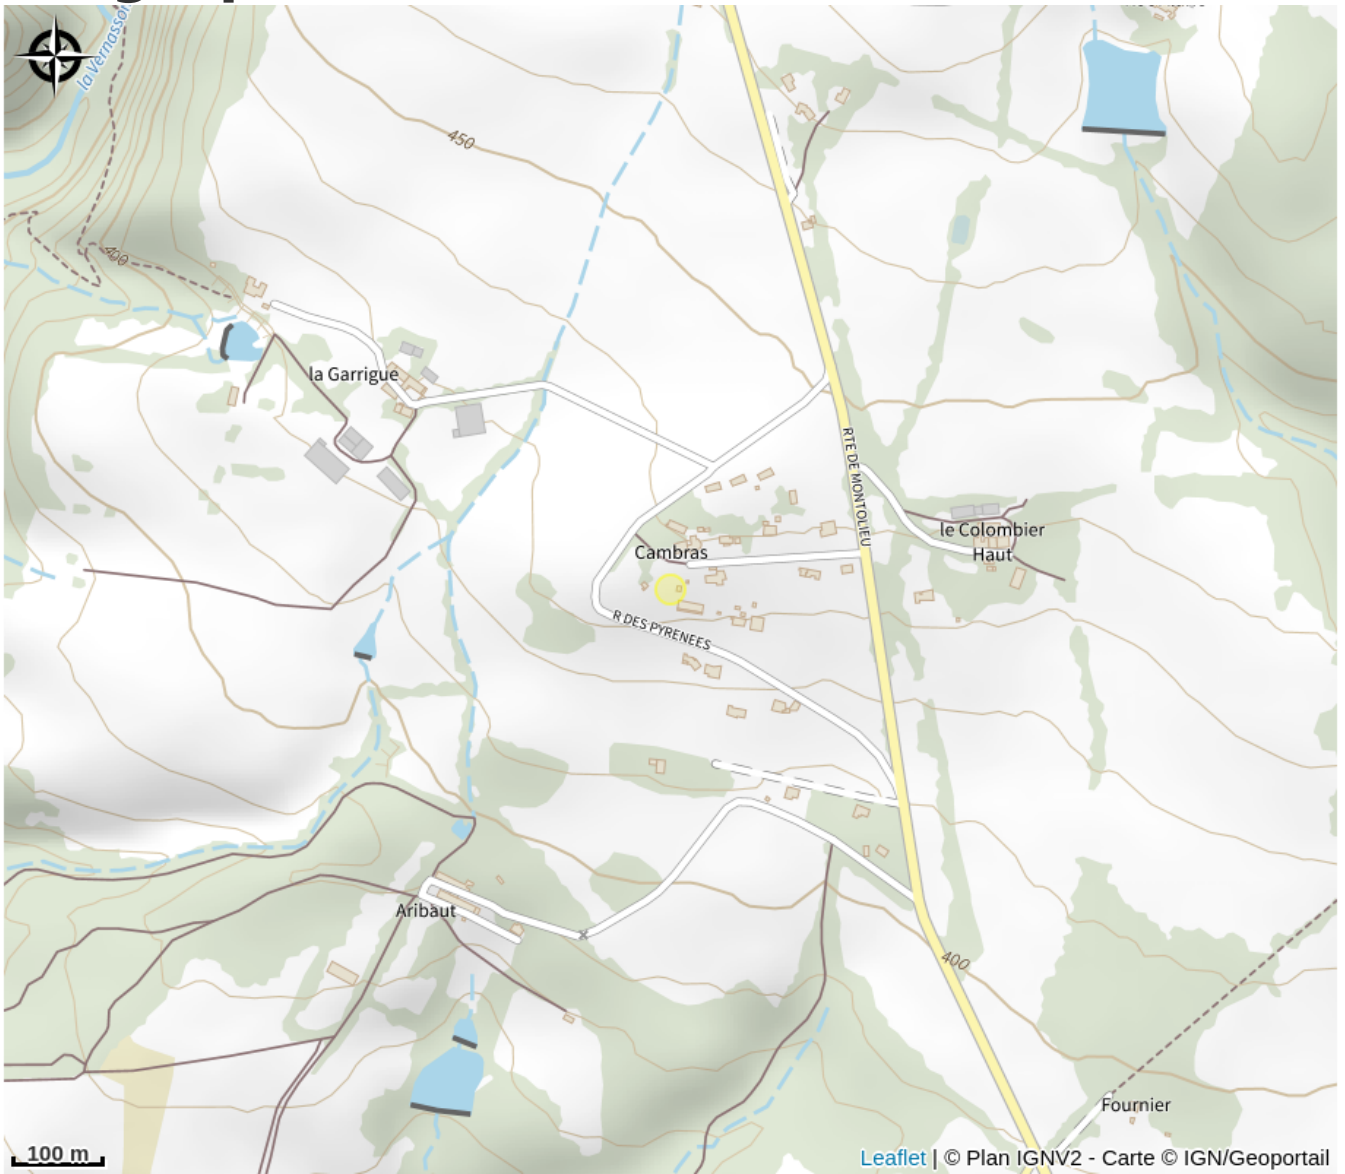 la Vernassonne
450
400
la Garrigue
RTE DE MONTOLIEU
le Colombier
Haut
Cambras
R DES PYRENEES
Aribaut
400
Fournier
100 m
Leaflet | © Plan IGNV2 - Carte © IGN/Geoportail